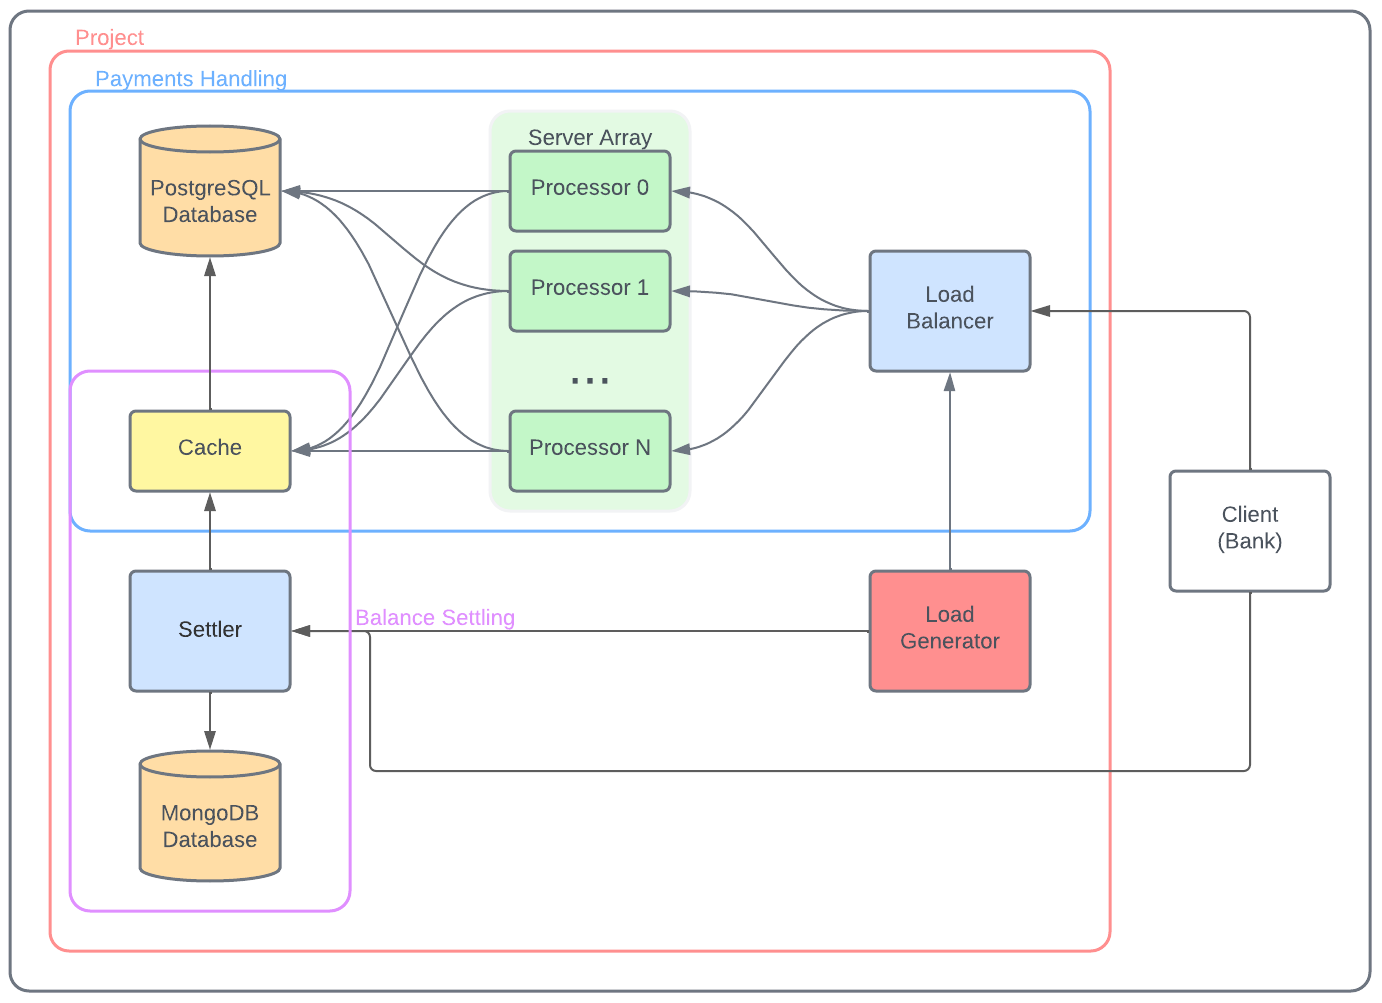 Project
Payments Handling
Server Array
PostgreSQL
Database
Processor 0
Processor 1
...
Processor N
Load
Balancer
Cache
Client
(Bank)
Settler
Balance Settling
Load
Generator
MongoDB
Database